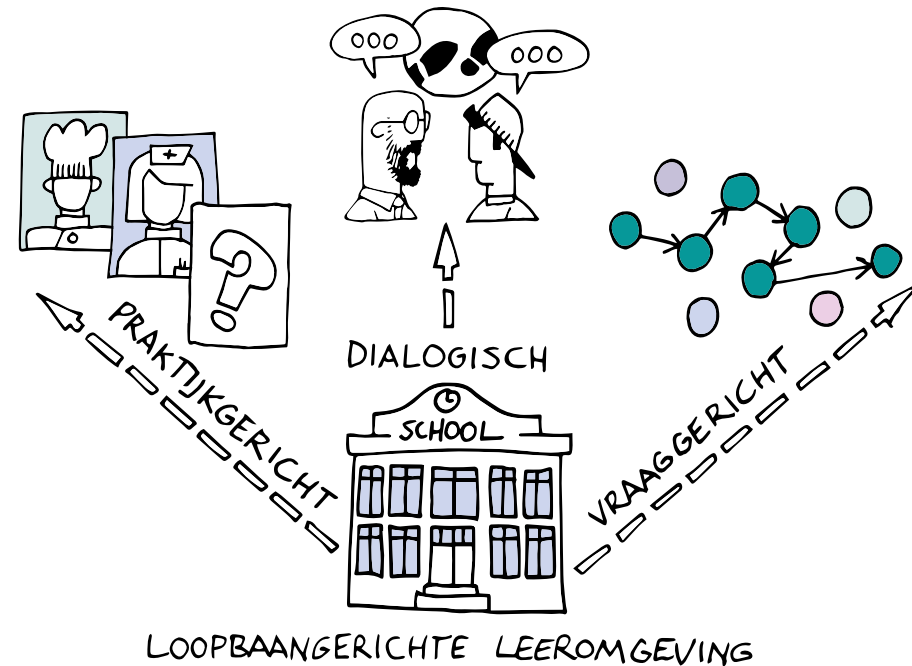 DIALOGISCH
PRAKTIJKGERICHT
VRAAGGERICHT
SCHOOL
LOOPBAANGERICHTE LEEROMGEVING